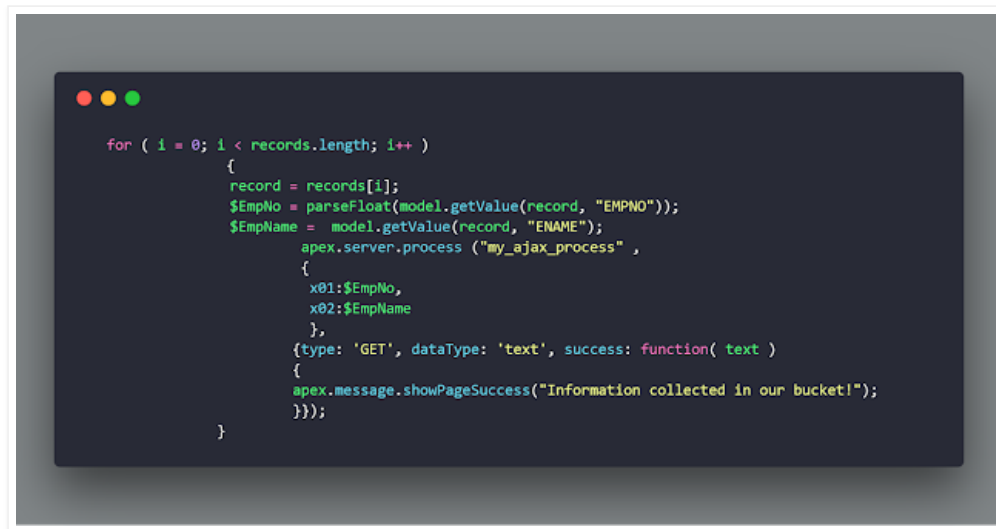 for ( i = 0; i < records.length; i++ )
{
record = records[i];
$EmpNo = parseFloat(model.getValue(record, "EMPNO"));
$EmpName =  model.getValue(record, "ENAME");
apex.server.process ("my_ajax_process" ,
{
x01:$EmpNo,
x02:$EmpName
},
{type: 'GET', dataType: 'text', success: function( text )
{
apex.message.showPageSuccess("Information collected in our bucket!");
}});
}